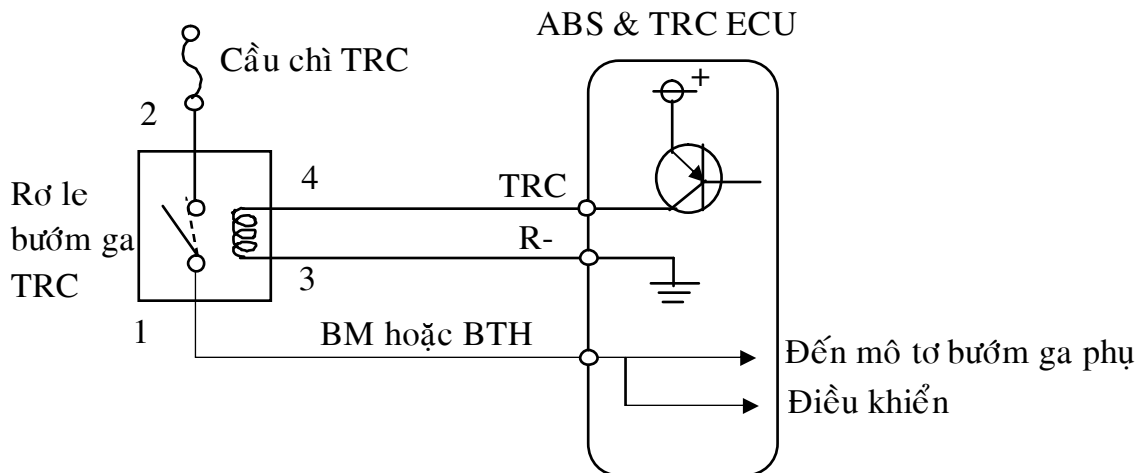 ABS & TRC ECU
Cầu chì TRC
+
2
4
TRC
Rơ le
bướm ga
TRC
R-
3
1
BM hoặc BTH
Đến mô tơ bướm ga phụ
Điều khiển